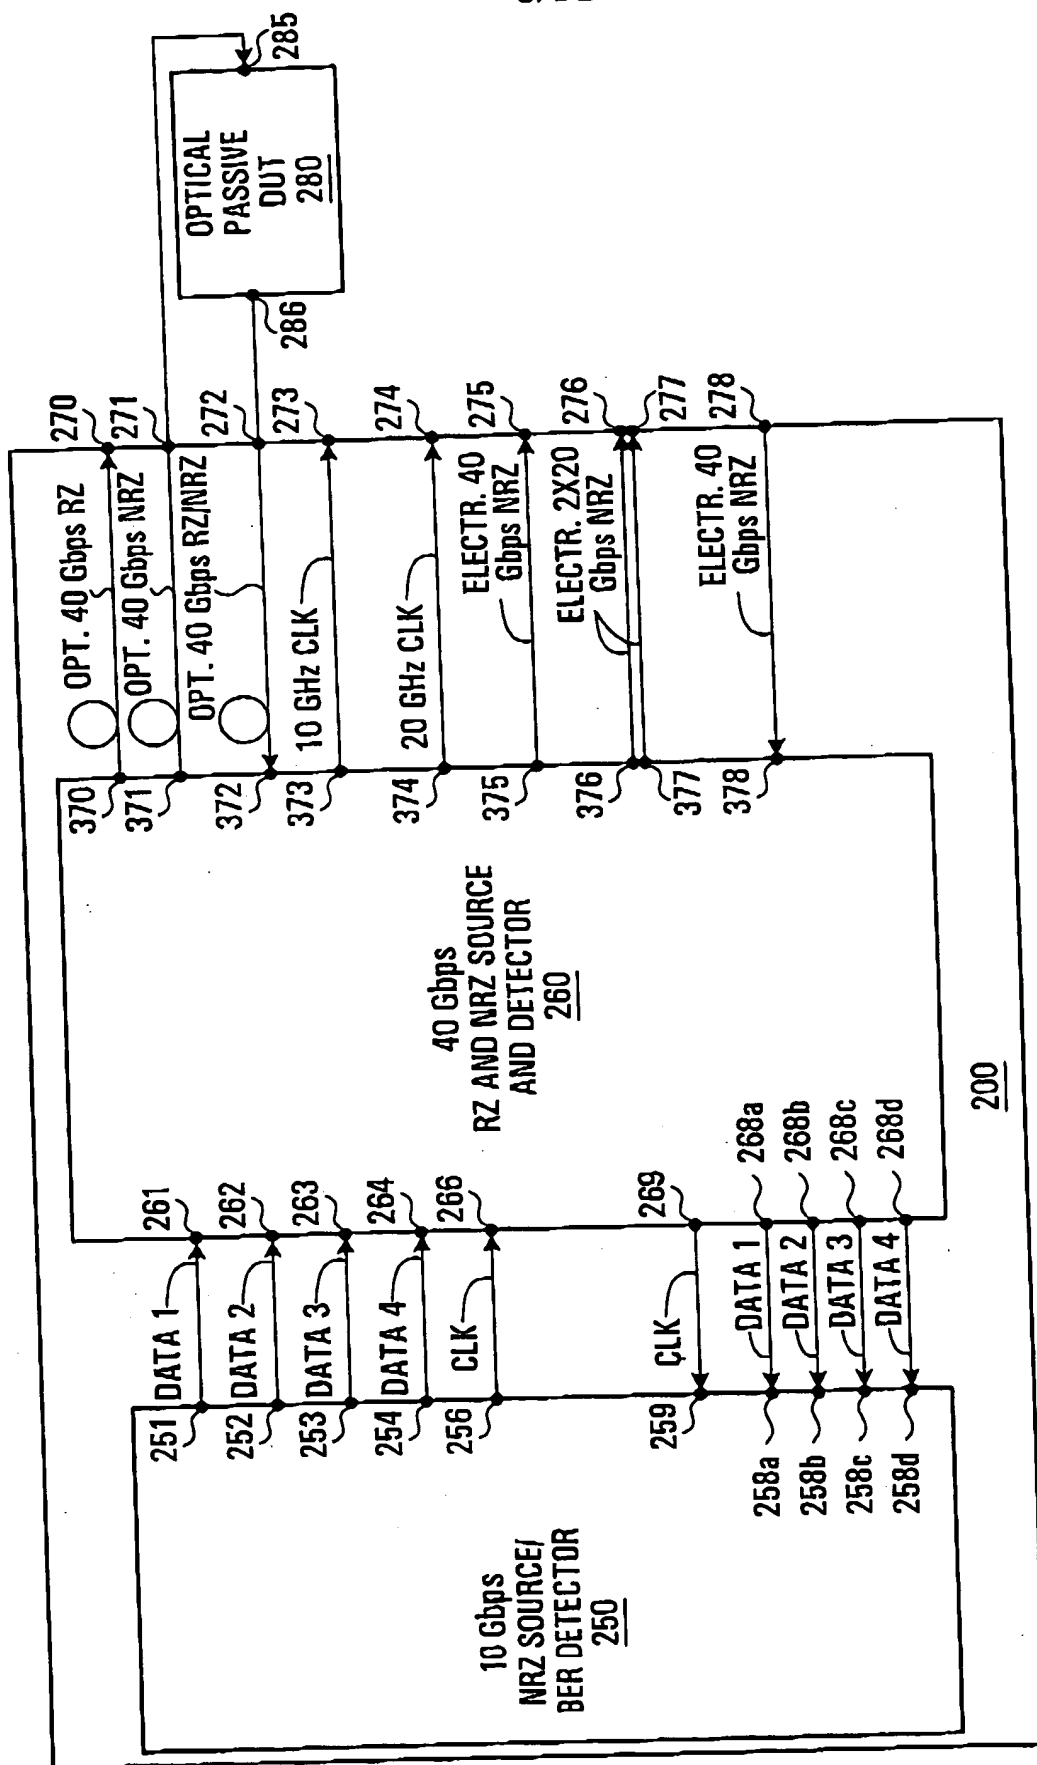 10 Gbps
NRZ SOURCE/
BER DETECTOR
250
251
252
253
254
256
259
258a
258b
258c
258d
DATA 1
DATA 2
DATA 3
DATA 4
CLK
CLK
DATA 1
DATA 2
DATA 3
DATA 4
261
262
263
264
266
269
268a
268b
268c
268d
40 Gbps
RZ AND NRZ SOURCE
AND DETECTOR
260
200
370
371
372
373
374
375
376
377
378
OPT. 40 Gbps RZ
OPT. 40 Gbps NRZ
OPT. 40 Gbps RZ/NRZ
10 GHz CLK
20 GHz CLK
ELECTR. 40
Gbps NRZ
ELECTR. 2X20
Gbps NRZ
ELECTR. 40
Gbps NRZ
270
271
272
273
274
275
276
277
278
286
OPTICAL
PASSIVE
DUT
280
285